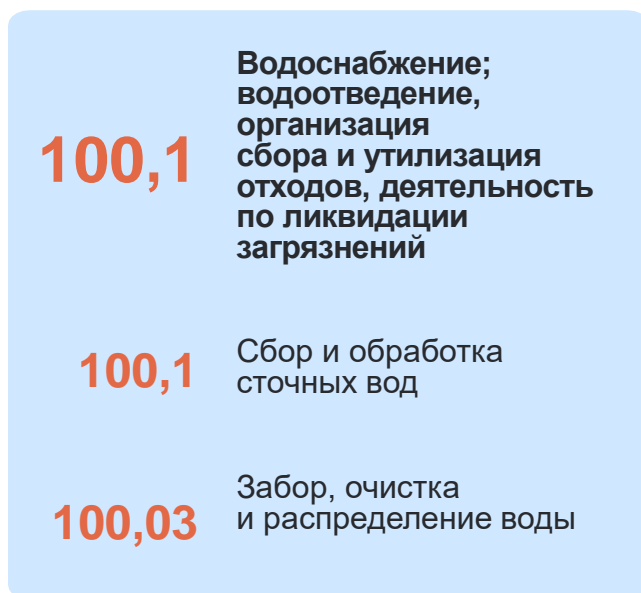 100,1
Водоснабжение;
водоотведение,
организация
сбора и утилизация
отходов, деятельность
по ликвидации
загрязнений
100,1
Сбор и обработка
сточных вод
100,03
Забор, очистка
и распределение воды